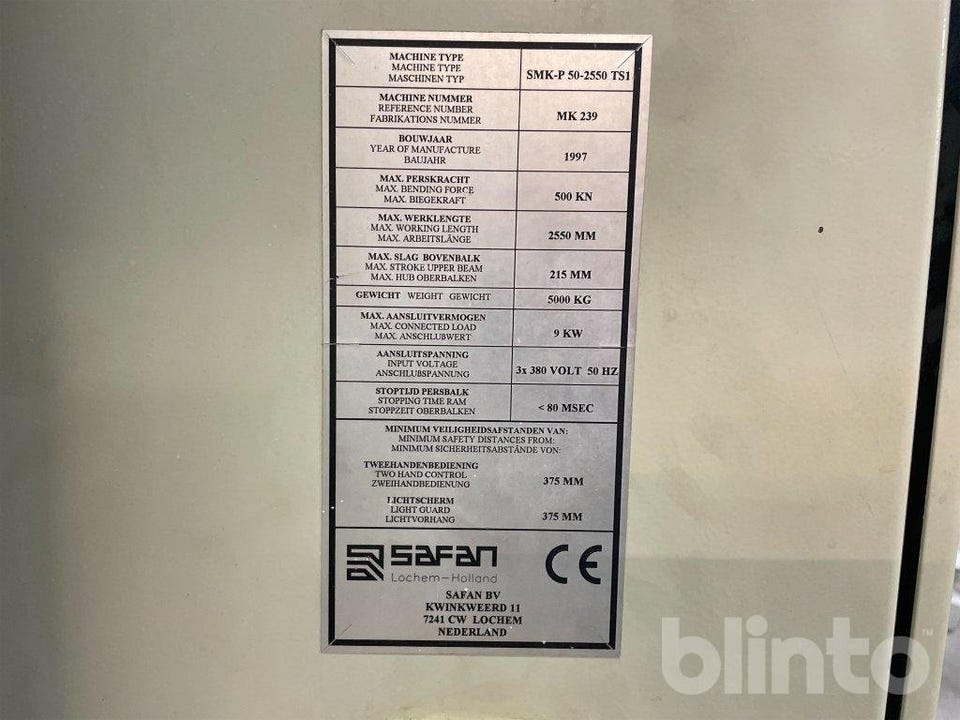 MACHINE TYPE
MACHINE TYPE
MASCHINEN TYP
SMK-P 50-2550 TS1
MACHINE NUMMER
REFERENCE NUMBER
FABRIKATIONS NUMMER
MK 239
BOUWJAAR
YEAR OF MANUFACTURE
BAUJAHR
1997
MAX. PERSKRACHT
MAX. BENDING FORCE
MAX. BIEGEKRAFT
500 KN
MAX. WERKLENGTE
MAX. WORKING LENGTH
MAX. ARBEITSLÄNGE
2550 MM
MAX. SLAG BOVENBALK
MAX. STROKE UPPER BEAM
MAX. HUB OBERBALKEN
215 MM
GEWICHT WEIGHT GEWICHT
5000 KG
MAX. AANSLUITVERMOGEN
MAX. CONNECTED LOAD
MAX. ANSCHLUßWERT
9 KW
AANSLUITSPANNING
INPUT VOLTAGE
ANSCHLUßSPANNUNG
3x 380 VOLT 50 HZ
STOPTIJD PERSBALK
STOPPING TIME RAM
STOPPZEIT OBERBALKEN
< 80 MSEC
MINIMUM VEILIGHEIDSAFSTANDEN VAN:
MINIMUM SAFETY DISTANCES FROM:
MINIMUM SICHERHEITSABSTÄNDE VON:
TWEEHANDENBEDIENING
TWO HAND CONTROL
ZWEIHANDBEDIENUNG
375 MM
LICHTSCHERM
LIGHT GUARD
LICHTVORHANG
375 MM
SAFAN
Lochem-Holland
CE
SAFAN BV
KWINKWEERD 11
7241 CW LOCHEM
NEDERLAND
blinto™